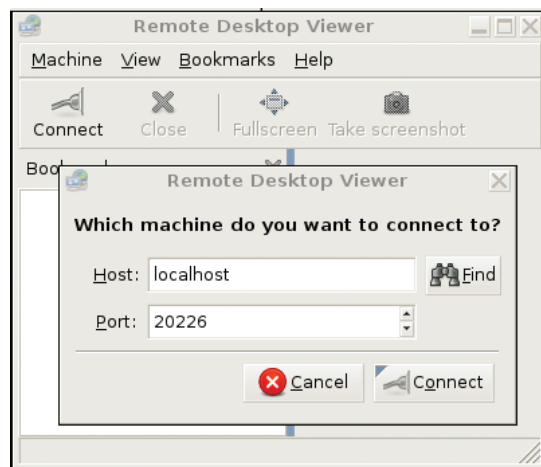 Remote Desktop Viewer
Machine View Bookmarks Help
Connect Close Fullscreen Take screenshot
Boo
Remote Desktop Viewer
Which machine do you want to connect to?
Host: localhost Find
Port: 20226
Cancel Connect